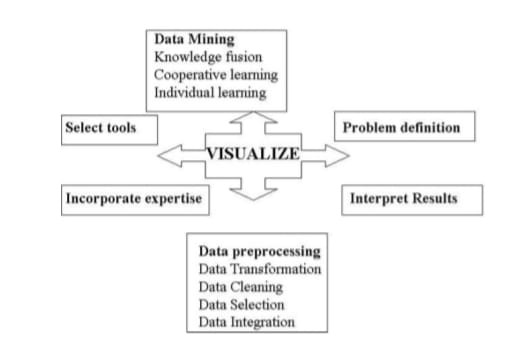 Data Mining
Knowledge fusion
Cooperative learning
Individual learning
Select tools
Problem definition
VISUALIZE
Incorporate expertise
Interpret Results
Data preprocessing
Data Transformation
Data Cleaning
Data Selection
Data Integration